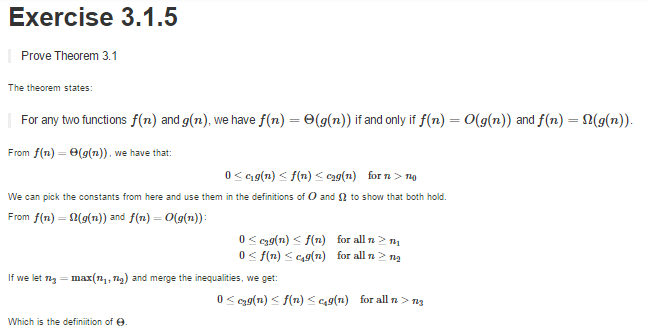 Exercise 3.1.5
Prove Theorem 3.1
The theorem states:
For any two functions f(n) and g(n), we have f(n) = Θ(g(n)) if and only if f(n) = O(g(n)) and f(n) = Ω(g(n)).
From f(n) = Θ(g(n)), we have that:
0 ≤ c₁g(n) ≤ f(n) ≤ c₂g(n) for n > n₀
We can pick the constants from here and use them in the definitions of O and Ω to show that both hold.
From f(n) = Ω(g(n)) and f(n) = O(g(n)):
0 ≤ c₃g(n) ≤ f(n) for all n ≥ n₁
0 ≤ f(n) ≤ c₄g(n) for all n ≥ n₂
If we let n₃ = max(n₁, n₂) and merge the inequalities, we get:
0 ≤ c₃g(n) ≤ f(n) ≤ c₄g(n) for all n > n₃
Which is the definiition of Θ.